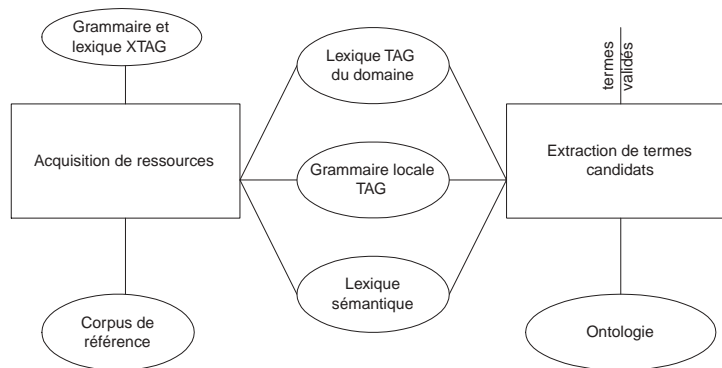 Grammaire et
lexique XTAG
Lexique TAG
du domaine
termes
validés
Acquisition de ressources
Grammaire locale
TAG
Extraction de termes
candidats
Lexique
sémantique
Corpus de
référence
Ontologie